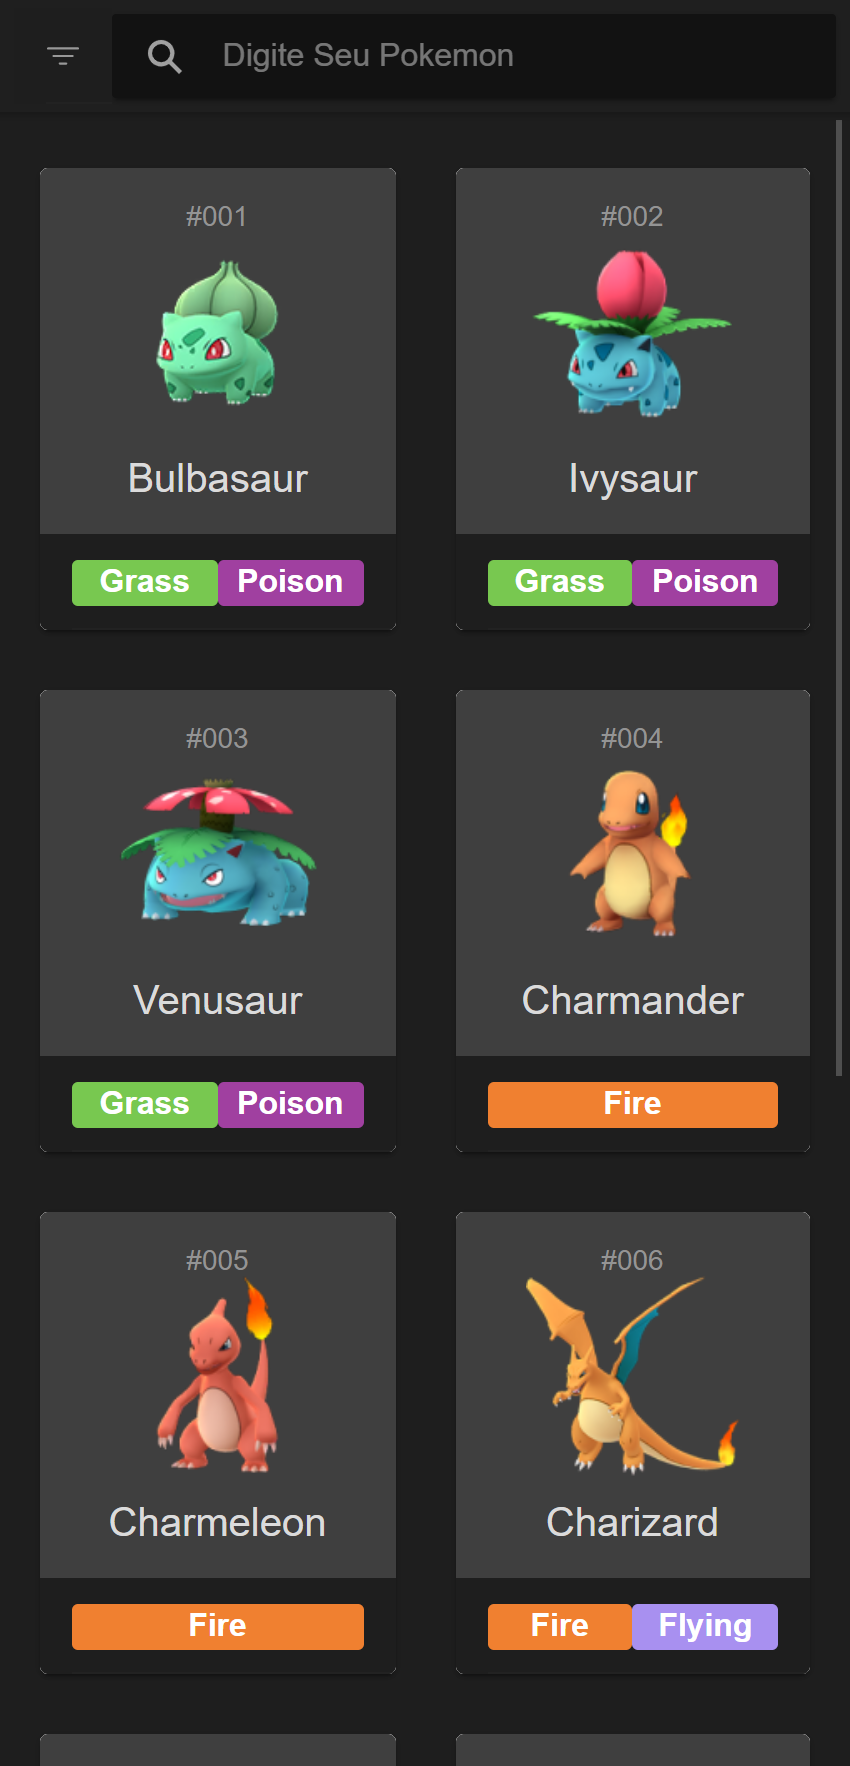 Digite Seu Pokemon
#001
Bulbasaur
Grass Poison
#002
Ivysaur
Grass Poison
#003
Venusaur
Grass Poison
#004
Charmander
Fire
#005
Charmeleon
Fire
#006
Charizard
Fire Flying